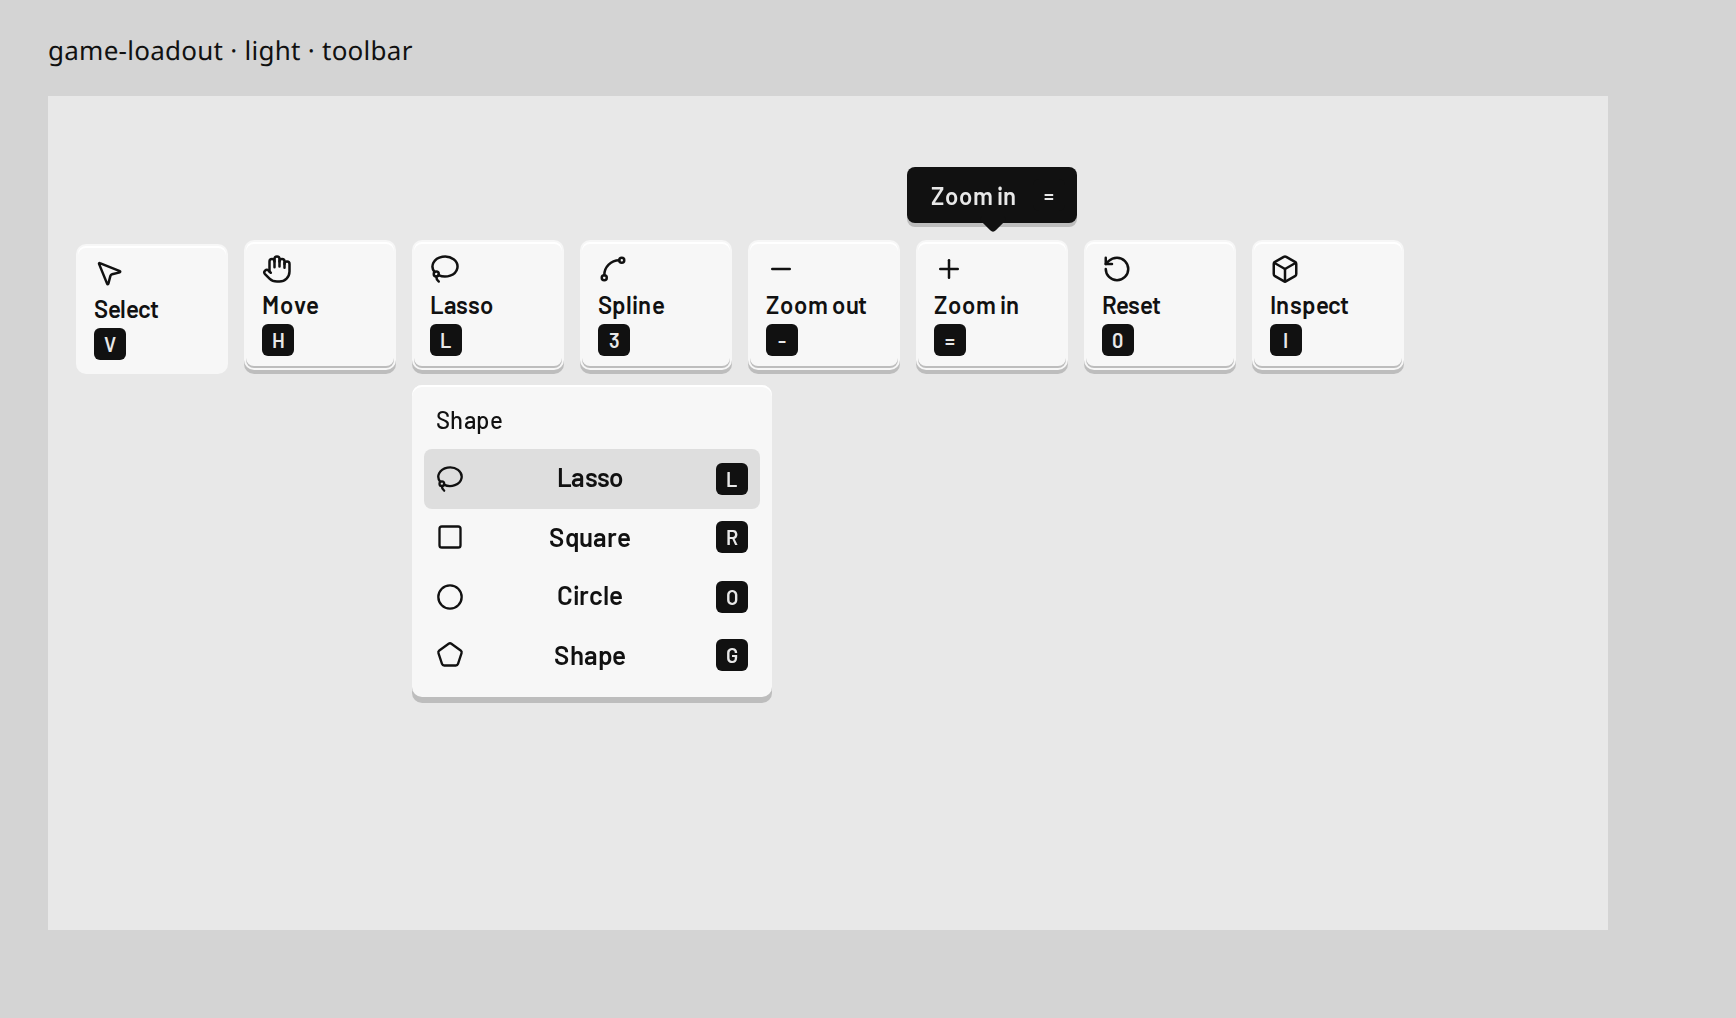 game-loadout · light · toolbar
Zoom in =
Select
V
Move
H
Lasso
L
Spline
3
Zoom out
-
Zoom in
=
Reset
0
Inspect
I
Shape
Lasso L
Square R
Circle O
Shape G